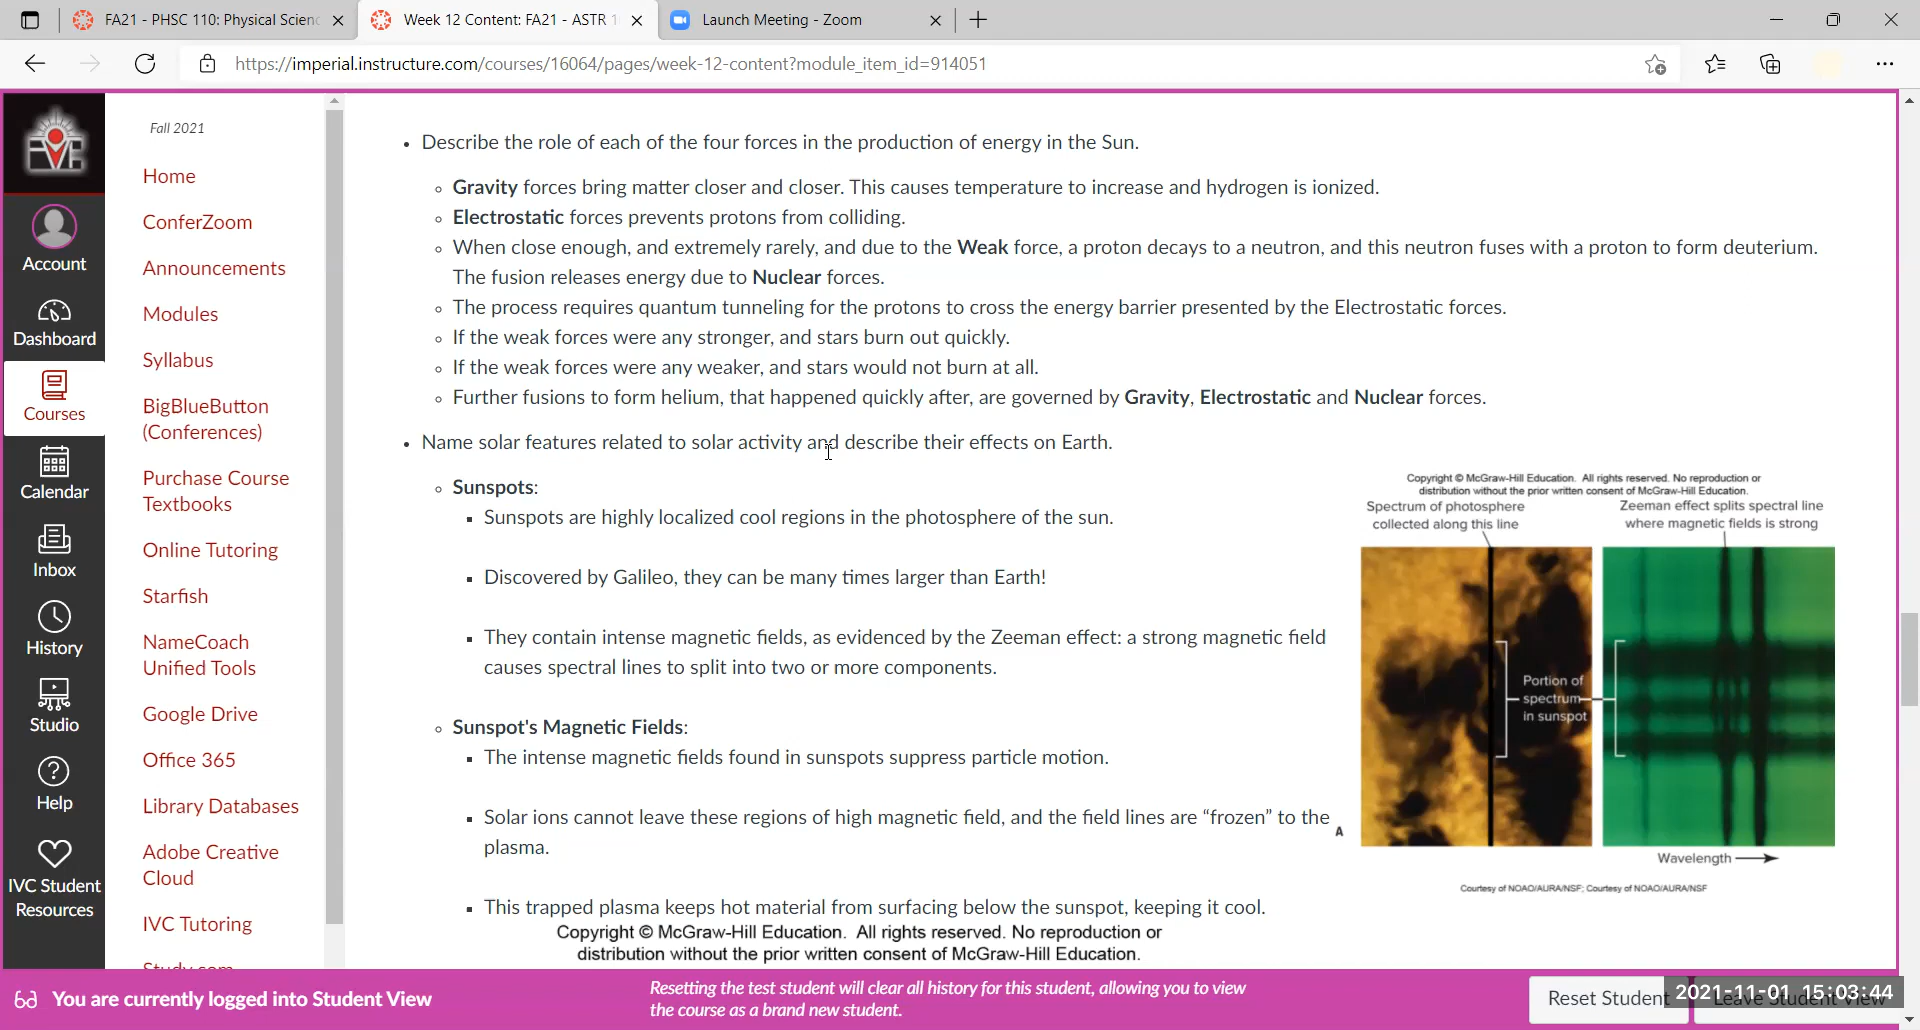 FA21 - PHSC 110: Physical Scienc
Week 12 Content: FA21 - ASTR 1
Launch Meeting - Zoom
https://imperial.instructure.com/courses/16064/pages/week-12-content?module_item_id=914051
Account
Dashboard
Courses
Calendar
Inbox
History
Studio
Help
IVC Student
Resources
Fall 2021
Home
ConferZoom
Announcements
Modules
Syllabus
BigBlueButton
(Conferences)
Purchase Course
Textbooks
Online Tutoring
Starfish
NameCoach
Unified Tools
Google Drive
Office 365
Library Databases
Adobe Creative
Cloud
IVC Tutoring
Study.com
• Describe the role of each of the four forces in the production of energy in the Sun.
Gravity forces bring matter closer and closer. This causes temperature to increase and hydrogen is ionized.
Electrostatic forces prevents protons from colliding.
When close enough, and extremely rarely, and due to the Weak force, a proton decays to a neutron, and this neutron fuses with a proton to form deuterium.
The fusion releases energy due to Nuclear forces.
The process requires quantum tunneling for the protons to cross the energy barrier presented by the Electrostatic forces.
If the weak forces were any stronger, and stars burn out quickly.
If the weak forces were any weaker, and stars would not burn at all.
Further fusions to form helium, that happened quickly after, are governed by Gravity, Electrostatic and Nuclear forces.
• Name solar features related to solar activity and describe their effects on Earth.
Sunspots:
Sunspots are highly localized cool regions in the photosphere of the sun.
Discovered by Galileo, they can be many times larger than Earth!
They contain intense magnetic fields, as evidenced by the Zeeman effect: a strong magnetic field
causes spectral lines to split into two or more components.
Sunspot's Magnetic Fields:
The intense magnetic fields found in sunspots suppress particle motion.
Solar ions cannot leave these regions of high magnetic field, and the field lines are “frozen” to the
plasma.
This trapped plasma keeps hot material from surfacing below the sunspot, keeping it cool.
Copyright © McGraw-Hill Education. All rights reserved. No reproduction or
distribution without the prior written consent of McGraw-Hill Education.
Copyright © McGraw-Hill Education. All rights reserved. No reproduction or
distribution without the prior written consent of McGraw-Hill Education.
Spectrum of photosphere
collected along this line
Zeeman effect splits spectral line
where magnetic fields is strong
Portion of
spectrum
in sunspot
A
Wavelength
Courtesy of NOAO/AURA/NSF; Courtesy of NOAO/AURA/NSF
You are currently logged into Student View
Resetting the test student will clear all history for this student, allowing you to view
the course as a brand new student.
Reset Student
Leave Student View
2021-11-01 15:03:44